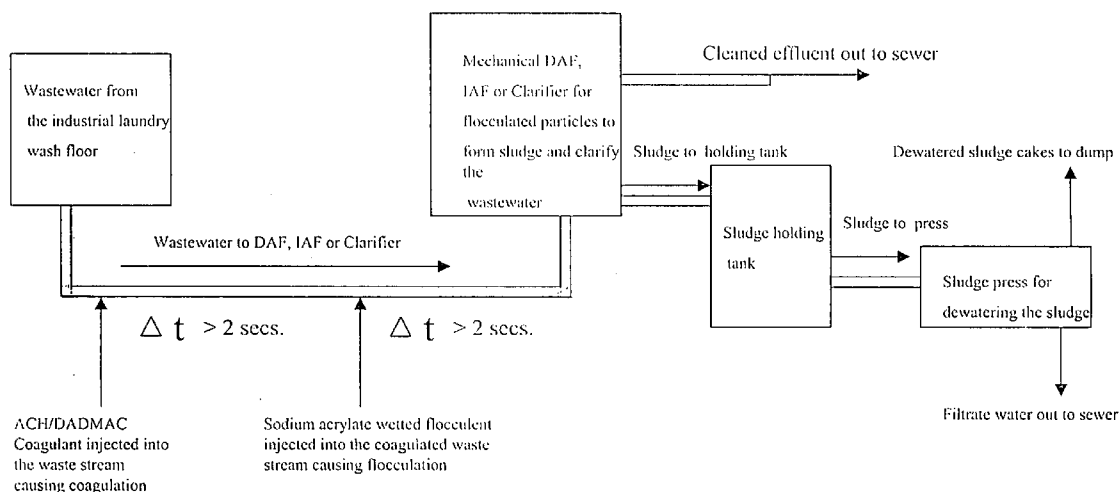 Wastewater from
the industrial laundry
wash floor
Mechanical DAF,
IAF or Clarifier for
flocculated particles to
form sludge and clarify
the
wastewater
Cleaned effluent out to sewer
Sludge to holding tank
Dewatered sludge cakes to dump
Wastewater to DAF, IAF or Clarifier
Sludge holding
tank
Sludge to press
Sludge press for
dewatering the sludge
Δ t > 2 secs.
Δ t > 2 secs.
ACH/DADMAC
Coagulant injected into
the waste stream
causing coagulation
Sodium acrylate wetted flocculent
injected into the coagulated waste
stream causing flocculation
Filtrate water out to sewer